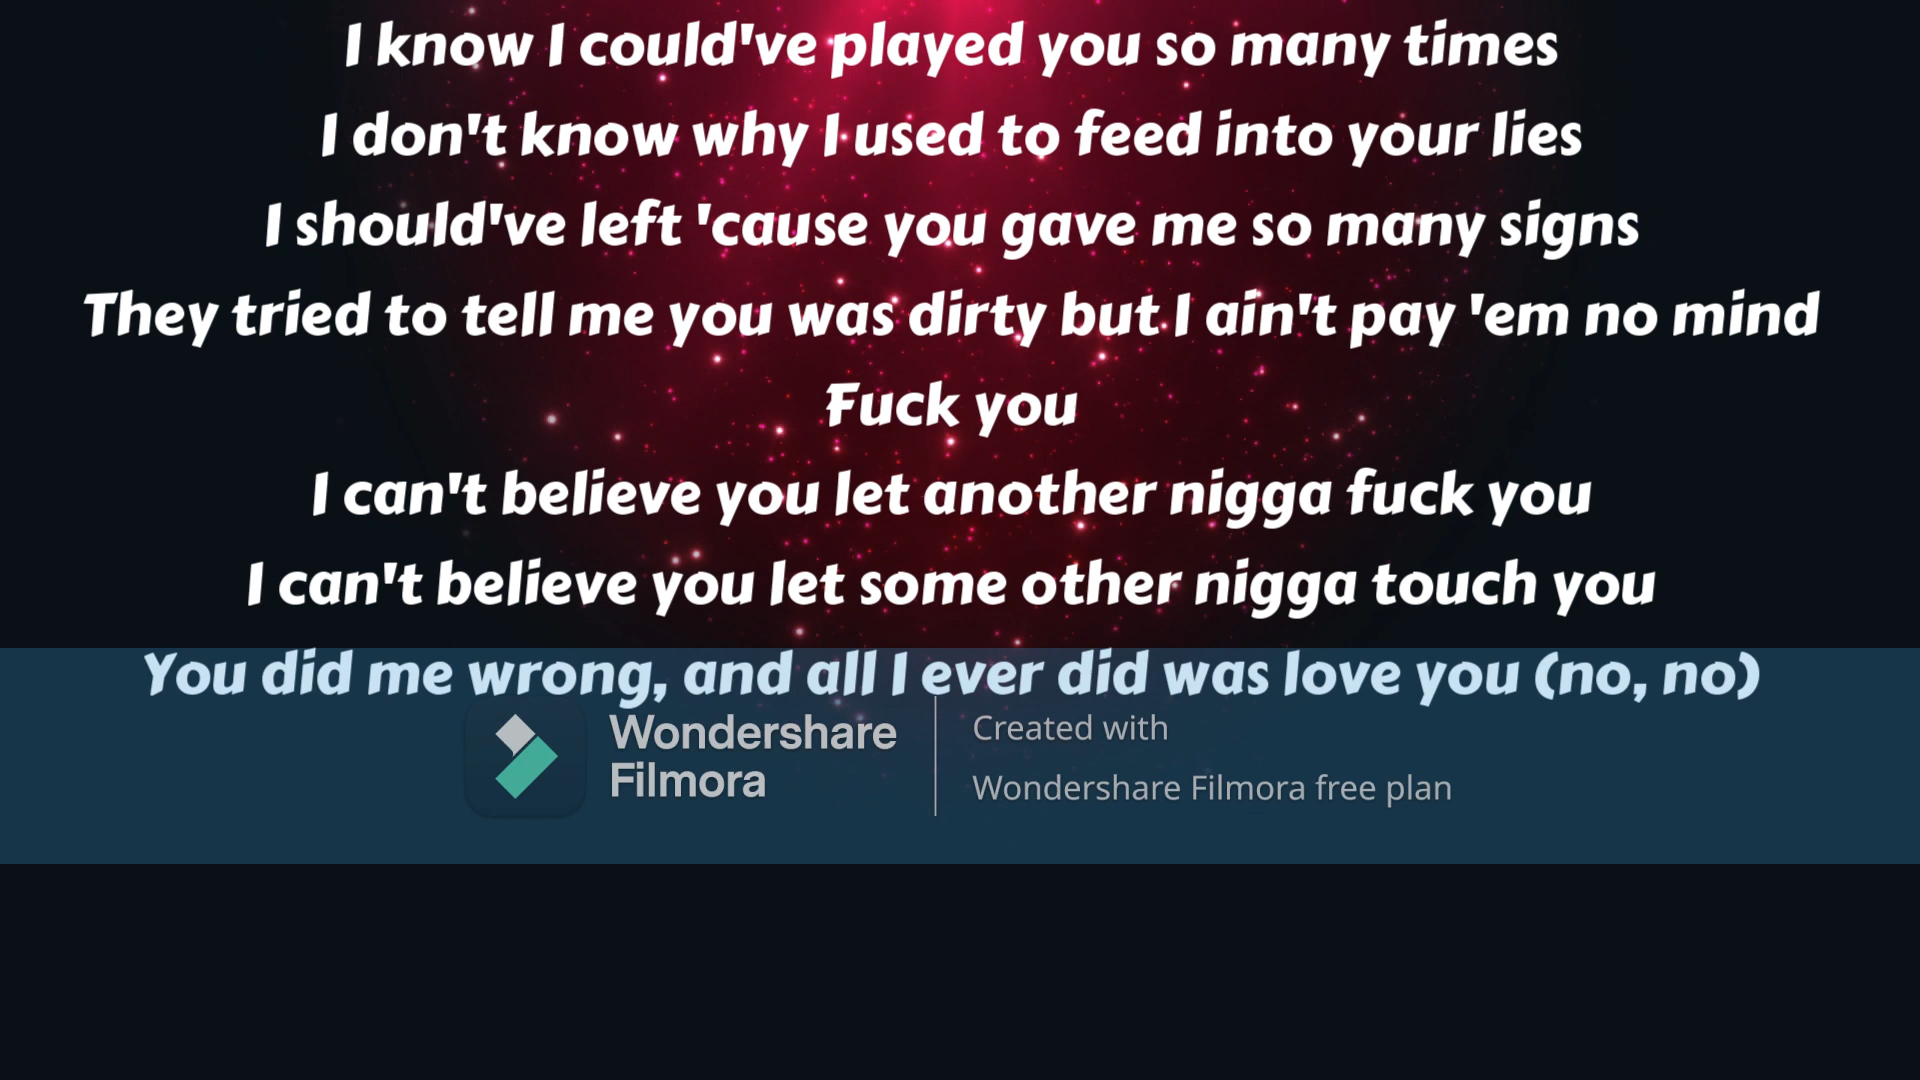 I know I could've played you so many times
I don't know why I used to feed into your lies
I should've left 'cause you gave me so many signs
They tried to tell me you was dirty but I ain't pay 'em no mind
Fuck you
I can't believe you let another nigga fuck you
I can't believe you let some other nigga touch you
You did me wrong, and all I ever did was love you (no, no)
Wondershare
Filmora
Created with
Wondershare Filmora free plan